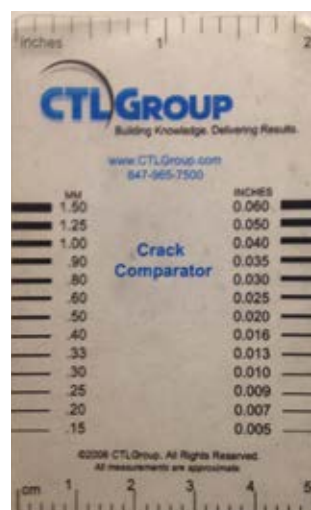 inches 1 2
CTLGROUP
Building Knowledge. Delivering Results.
www.CTLGroup.com
847-965-7500
MM INCHES
1.50 0.060
1.25 0.050
1.00 0.040
.90 0.035
.80 0.030
.60 0.025
.50 0.020
.40 0.016
.33 0.013
.30 0.010
.25 0.009
.20 0.007
.15 0.005
Crack
Comparator
©2008 CTLGroup. All Rights Reserved.
All measurements are approximate
cm 1 2 3 4 5